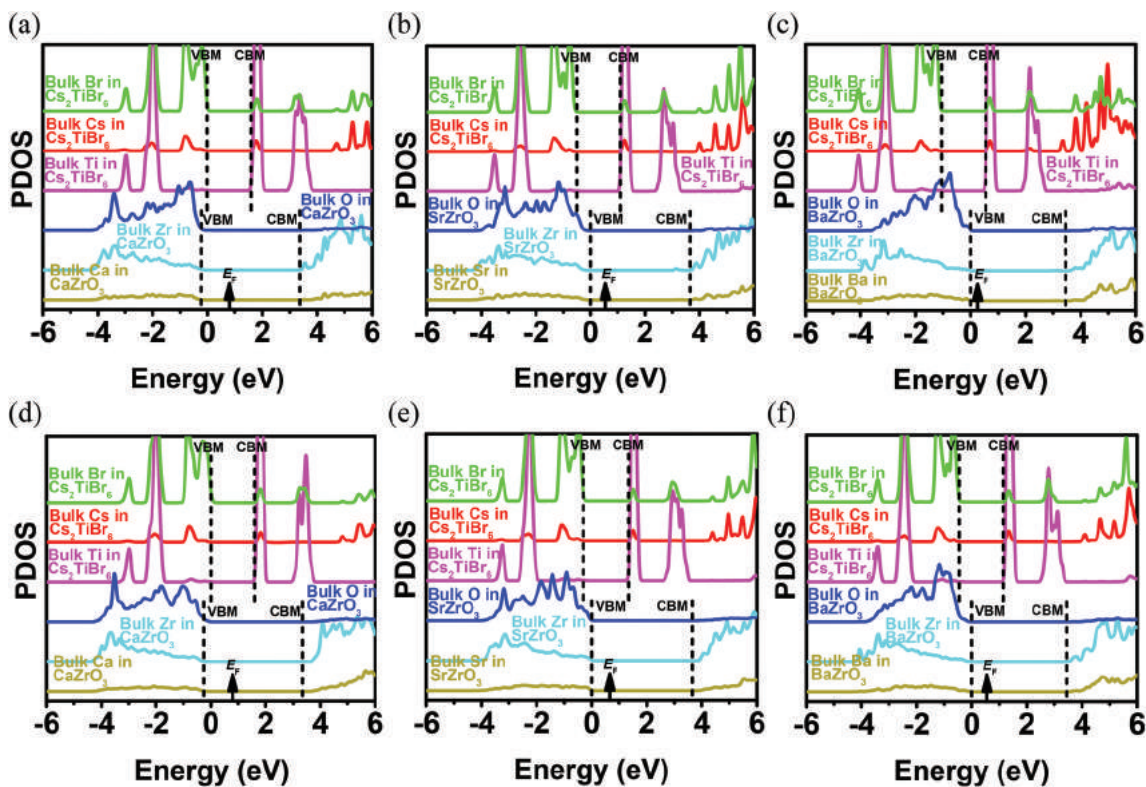 (a)
PDOS
VBM CBM
Bulk Br in
Cs₂TiBr₆
Bulk Cs in
Cs₂TiBr₆
Bulk Ti in
Cs₂TiBr₆
Bulk O in
CaZrO₃
VBM CBM
Bulk Zr in
CaZrO₃
Bulk Ca in
CaZrO₃
E_F
-6 -4 -2 0 2 4 6
Energy (eV)
(b)
PDOS
VBM CBM
Bulk Br in
Cs₂TiBr₆
Bulk Cs in
Cs₂TiBr₆
Bulk Ti in
Cs₂TiBr₆
Bulk O in
SrZrO₃
VBM CBM
Bulk Zr in
SrZrO₃
Bulk Sr in
SrZrO₃
E_F
-6 -4 -2 0 2 4 6
Energy (eV)
(c)
PDOS
VBM CBM
Bulk Br in
Cs₂TiBr₆
Bulk Cs in
Cs₂TiBr₆
Bulk Ti in
Cs₂TiBr₆
Bulk O in
BaZrO₃
VBM CBM
Bulk Zr in
BaZrO₃
Bulk Ba in
BaZrO₃
E_F
-6 -4 -2 0 2 4 6
Energy (eV)
(d)
PDOS
VBM CBM
Bulk Br in
Cs₂TiBr₆
Bulk Cs in
Cs₂TiBr₆
Bulk Ti in
Cs₂TiBr₆
Bulk O in
CaZrO₃
VBM CBM
Bulk Zr in
CaZrO₃
Bulk Ca in
CaZrO₃
E_F
-6 -4 -2 0 2 4 6
Energy (eV)
(e)
PDOS
VBM CBM
Bulk Br in
Cs₂TiBr₆
Bulk Cs in
Cs₂TiBr₆
Bulk Ti in
Cs₂TiBr₆
Bulk O in
SrZrO₃
VBM CBM
Bulk Zr in
SrZrO₃
Bulk Sr in
SrZrO₃
E_F
-6 -4 -2 0 2 4 6
Energy (eV)
(f)
PDOS
VBM CBM
Bulk Br in
Cs₂TiBr₆
Bulk Cs in
Cs₂TiBr₆
Bulk Ti in
Cs₂TiBr₆
Bulk O in
BaZrO₃
VBM CBM
Bulk Zr in
BaZrO₃
Bulk Ba in
BaZrO₃
E_F
-6 -4 -2 0 2 4 6
Energy (eV)